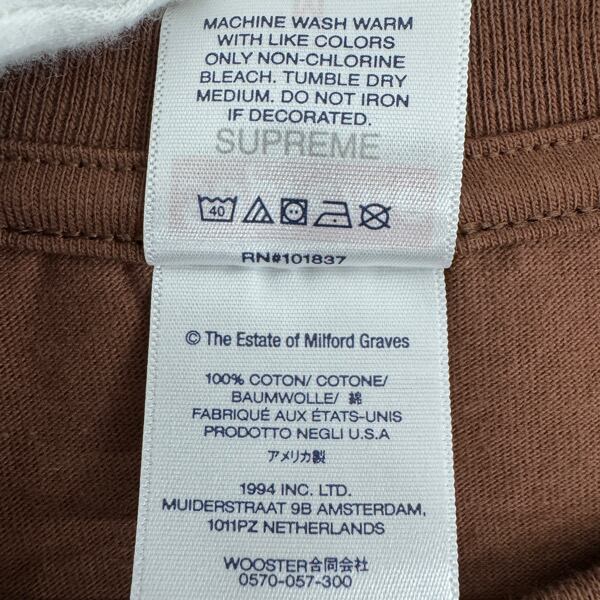 MACHINE WASH WARM
WITH LIKE COLORS
ONLY NON-CHLORINE
BLEACH. TUMBLE DRY
MEDIUM. DO NOT IRON
IF DECORATED.
SUPREME
40
RN#101837
© The Estate of Milford Graves
100% COTON/ COTONE/
BAUMWOLLE/ 綿
FABRIQUÉ AUX ÉTATS-UNIS
PRODOTTO NEGLI U.S.A
アメリカ製
1994 INC. LTD.
MUIDERSTRAAT 9B AMSTERDAM,
1011PZ NETHERLANDS
WOOSTER合同会社
0570-057-300